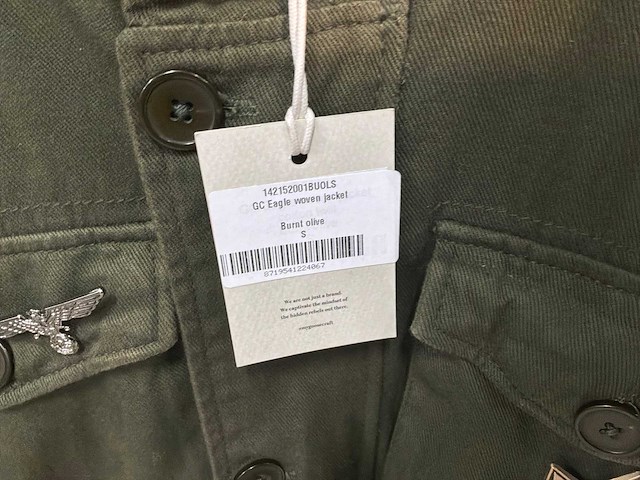 142152001BUOLS
GC Eagle woven jacket
Burnt olive
S
8719541224067
We are not just a brand
We captivate the mindset of
the hidden rebels out there.